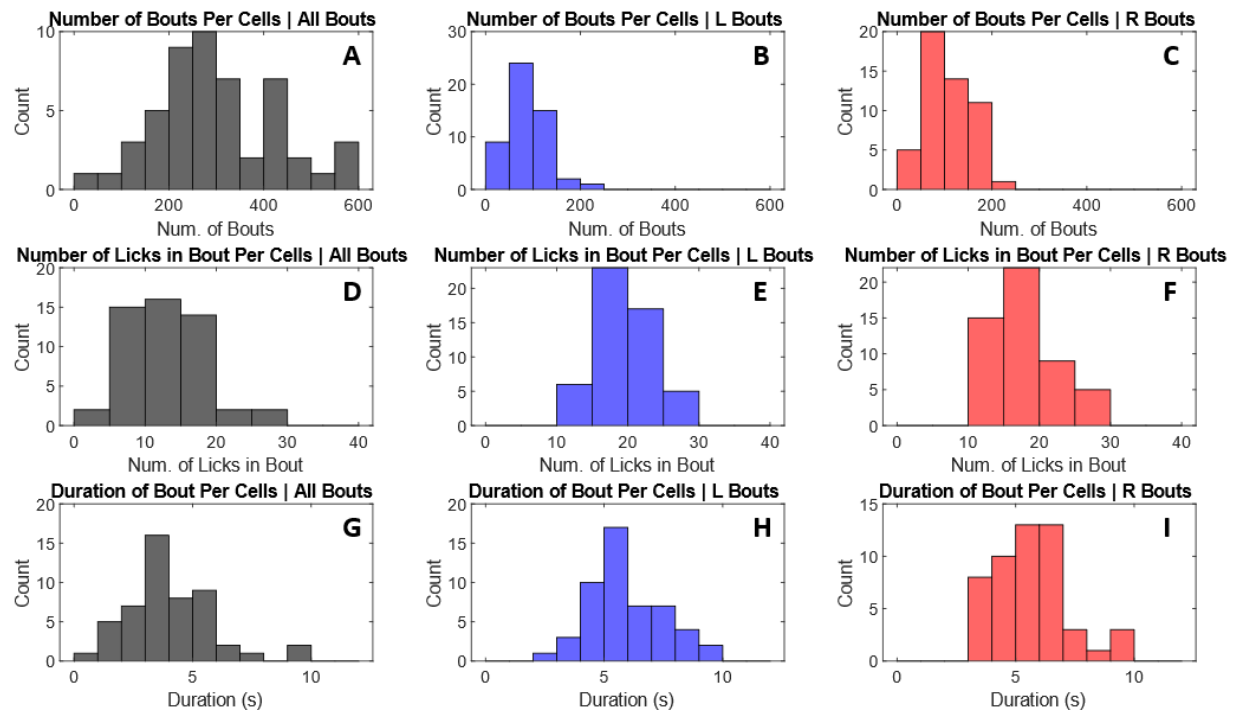 Number of Bouts Per Cells | All Bouts
A
10
5
0
Count
0 200 400 600
Num. of Bouts
Number of Bouts Per Cells | L Bouts
B
30
20
10
0
Count
0 200 400 600
Num. of Bouts
Number of Bouts Per Cells | R Bouts
C
20
15
10
5
0
Count
0 200 400 600
Num. of Bouts
Number of Licks in Bout Per Cells | All Bouts
D
20
15
10
5
0
Count
0 10 20 30 40
Num. of Licks in Bout
Number of Licks in Bout Per Cells | L Bouts
E
20
15
10
5
0
Count
0 10 20 30 40
Num. of Licks in Bout
Number of Licks in Bout Per Cells | R Bouts
F
20
15
10
5
0
Count
0 10 20 30 40
Num. of Licks in Bout
Duration of Bout Per Cells | All Bouts
G
20
15
10
5
0
Count
0 5 10
Duration (s)
Duration of Bout Per Cells | L Bouts
H
20
15
10
5
0
Count
0 5 10
Duration (s)
Duration of Bout Per Cells | R Bouts
I
15
10
5
0
Count
0 5 10
Duration (s)